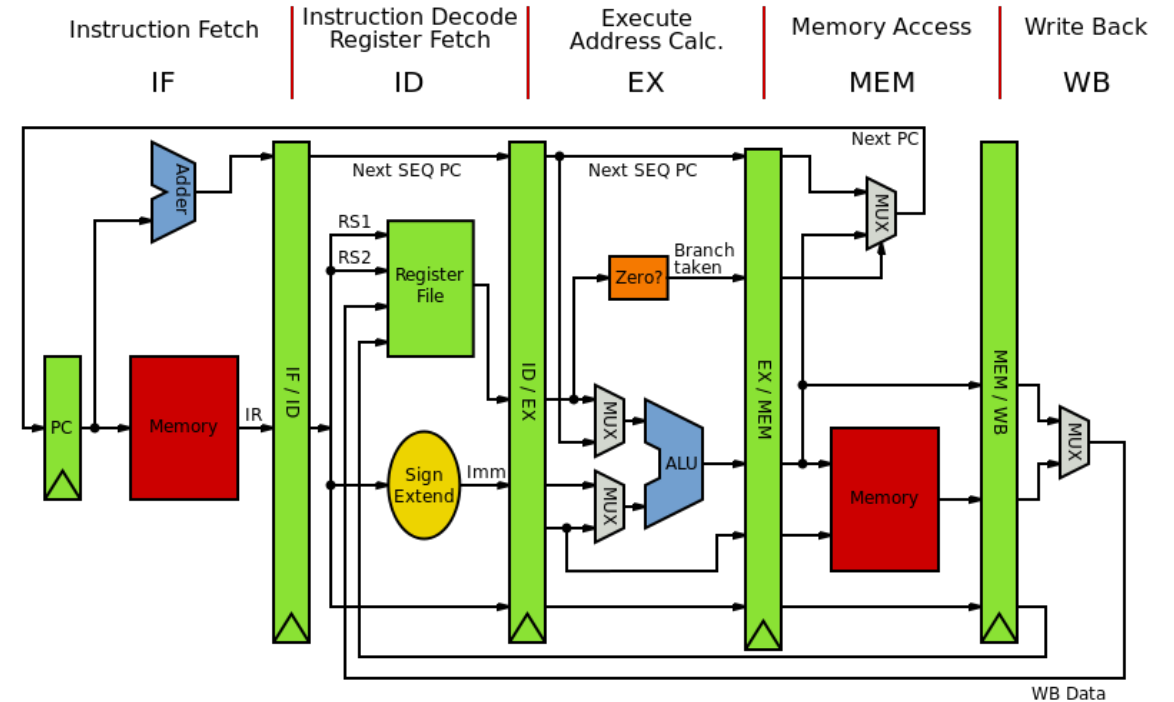 Instruction Fetch
Instruction Decode
Register Fetch
Execute
Address Calc.
Memory Access
Write Back
IF
ID
EX
MEM
WB
Next PC
Adder
Next SEQ PC
Next SEQ PC
MUX
RS1
RS2
Register
File
Branch
taken
Zero?
PC
Memory
IR
IF / ID
ID / EX
MUX
EX / MEM
MEM / WB
MUX
Sign
Extend
Imm
MUX
ALU
Memory
WB Data